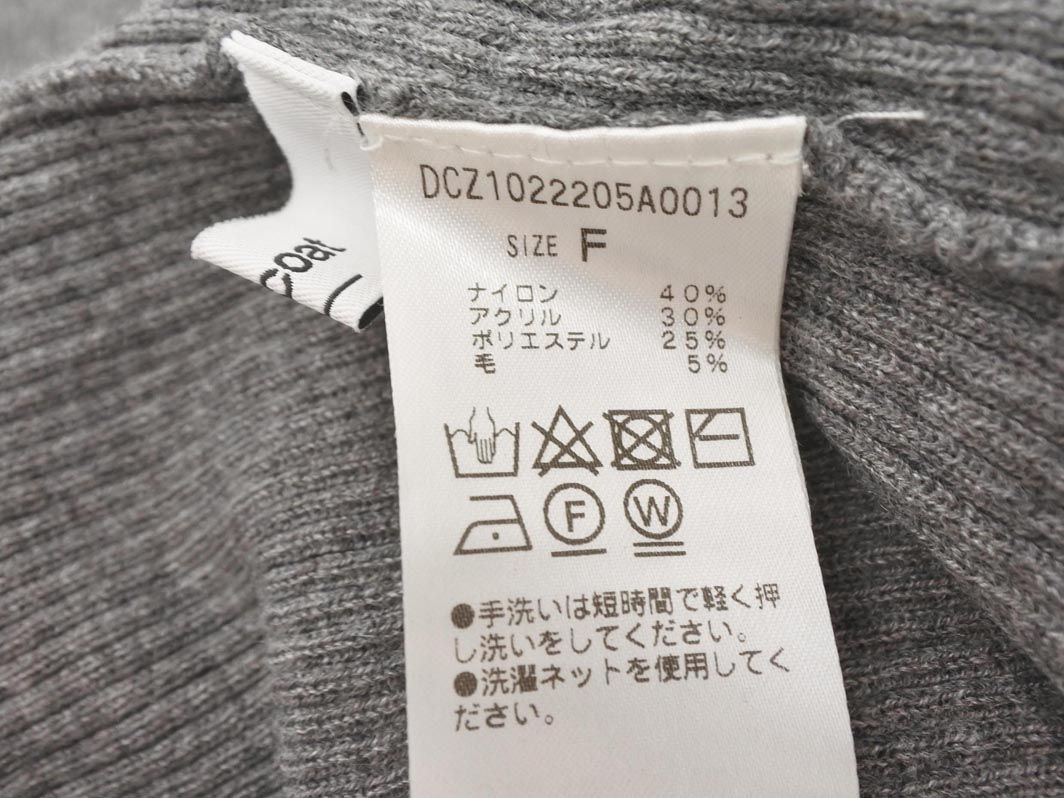 coat
DCZ1022205A0013
SIZE F
ナイロン 40%
アクリル 30%
ポリエステル 25%
毛 5%
F W
●手洗いは短時間で軽く押
し洗いをしてください。
●洗濯ネットを使用してく
ださい。